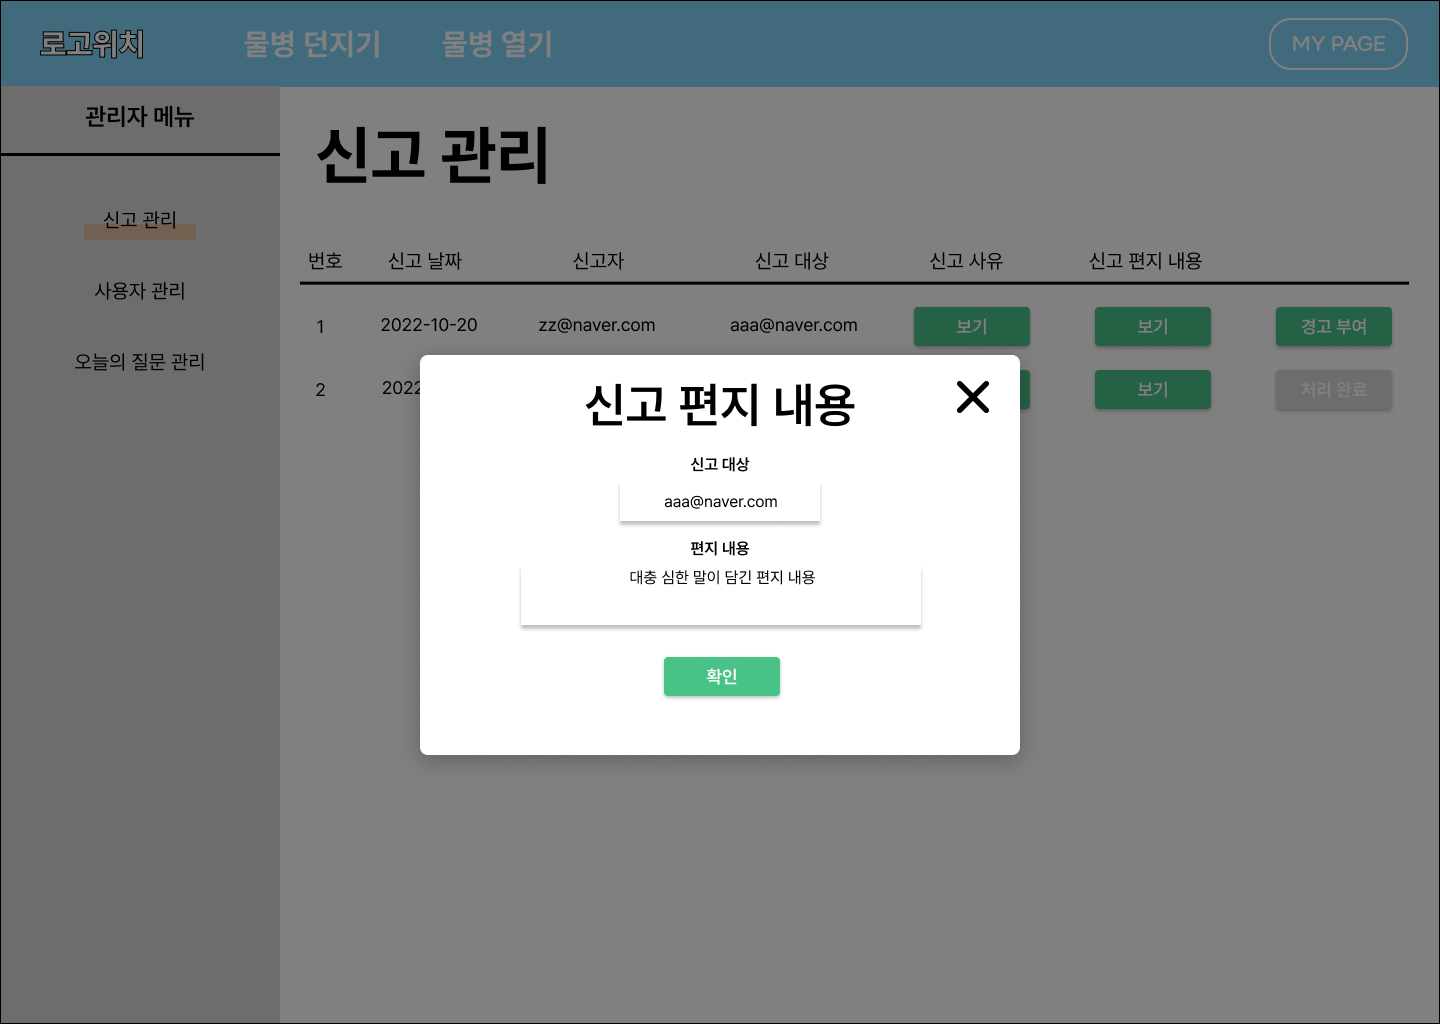 로고위치
물병 던지기
물병 열기
MY PAGE
관리자 메뉴
신고 관리
사용자 관리
오늘의 질문 관리
신고 관리
번호 신고 날짜 신고자 신고 대상 신고 사유 신고 편지 내용
1 2022-10-20 zz@naver.com aaa@naver.com 보기 보기 경고 부여
2 2022 보기 처리 완료
신고 편지 내용
신고 대상
aaa@naver.com
편지 내용
대충 심한 말이 담긴 편지 내용
확인